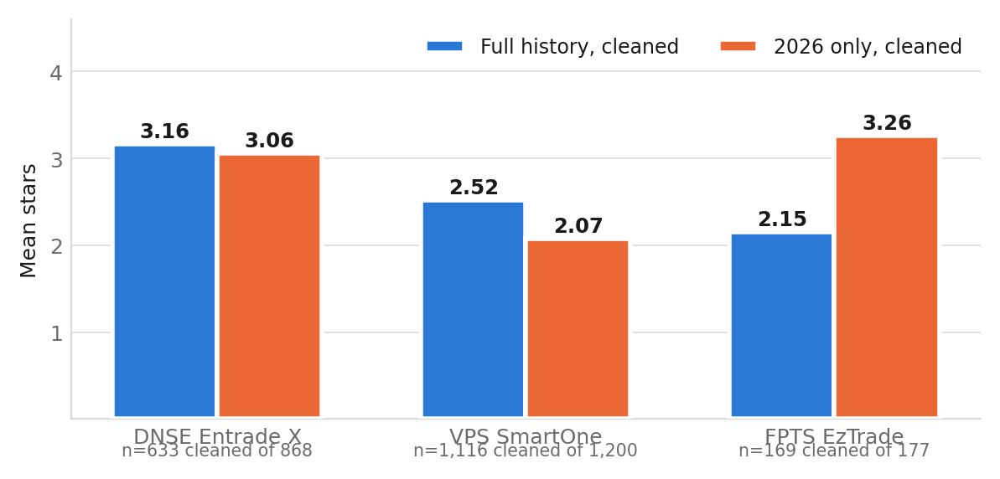 Full history, cleaned
2026 only, cleaned
Mean stars
4
3
2
1
3.16
3.06
2.52
2.07
2.15
3.26
DNSE Entrade X
n=633 cleaned of 868
VPS SmartOne
n=1,116 cleaned of 1,200
FPTS EzTrade
n=169 cleaned of 177